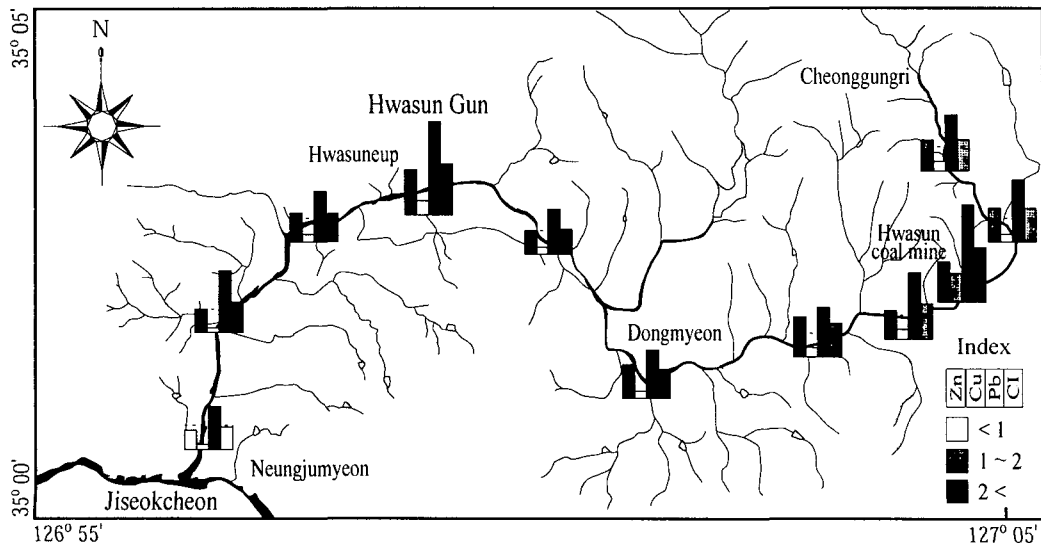 35° 05'
N
Cheonggungri
Hwasun Gun
Hwasuneup
Hwasun
coal mine
Dongmyeon
Index
Zn
Cu
Pb
CI
< 1
1 ~ 2
2 <
Neungjumyeon
Jiseokcheon
35° 00'
126° 55'
127° 05'